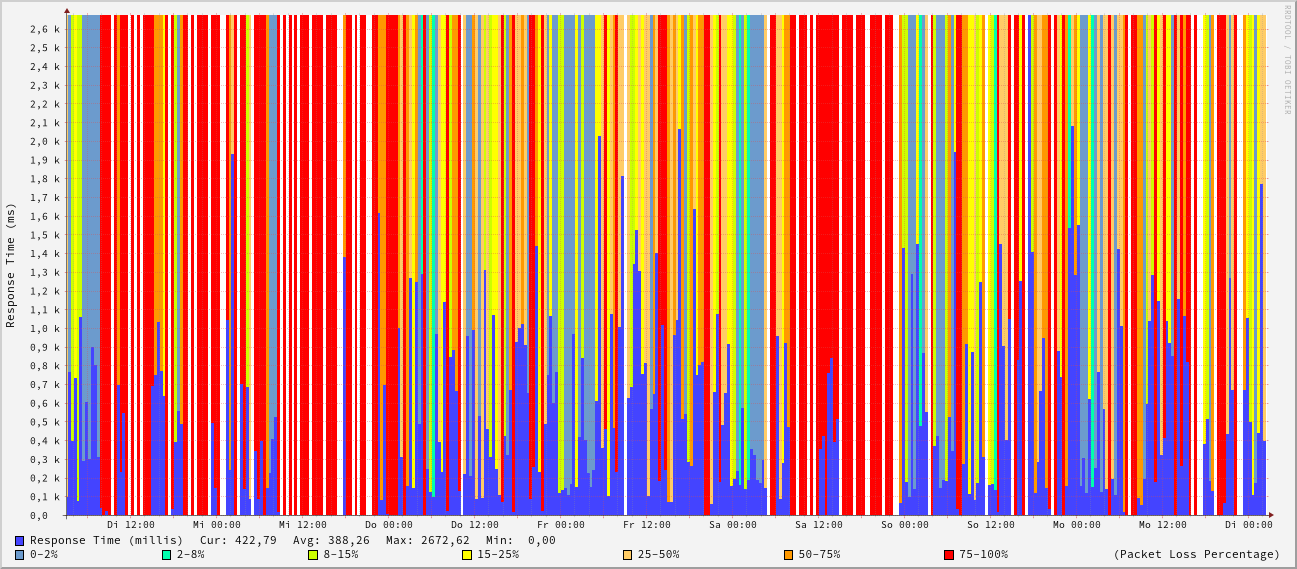 RRDTOOL / TOBI OETIKER
Response Time (ms)
2,6 k
2,5 k
2,4 k
2,3 k
2,2 k
2,1 k
2,0 k
1,9 k
1,8 k
1,7 k
1,6 k
1,5 k
1,4 k
1,3 k
1,2 k
1,1 k
1,0 k
0,9 k
0,8 k
0,7 k
0,6 k
0,5 k
0,4 k
0,3 k
0,2 k
0,1 k
0,0
Di 12:00 Mi 00:00 Mi 12:00 Do 00:00 Do 12:00 Fr 00:00 Fr 12:00 Sa 00:00 Sa 12:00 So 00:00 So 12:00 Mo 00:00 Mo 12:00 Di 00:00
Response Time (millis) Cur: 422,79 Avg: 388,26 Max: 2672,62 Min: 0,00
0-2% 2-8% 8-15% 15-25% 25-50% 50-75% 75-100% (Packet Loss Percentage)